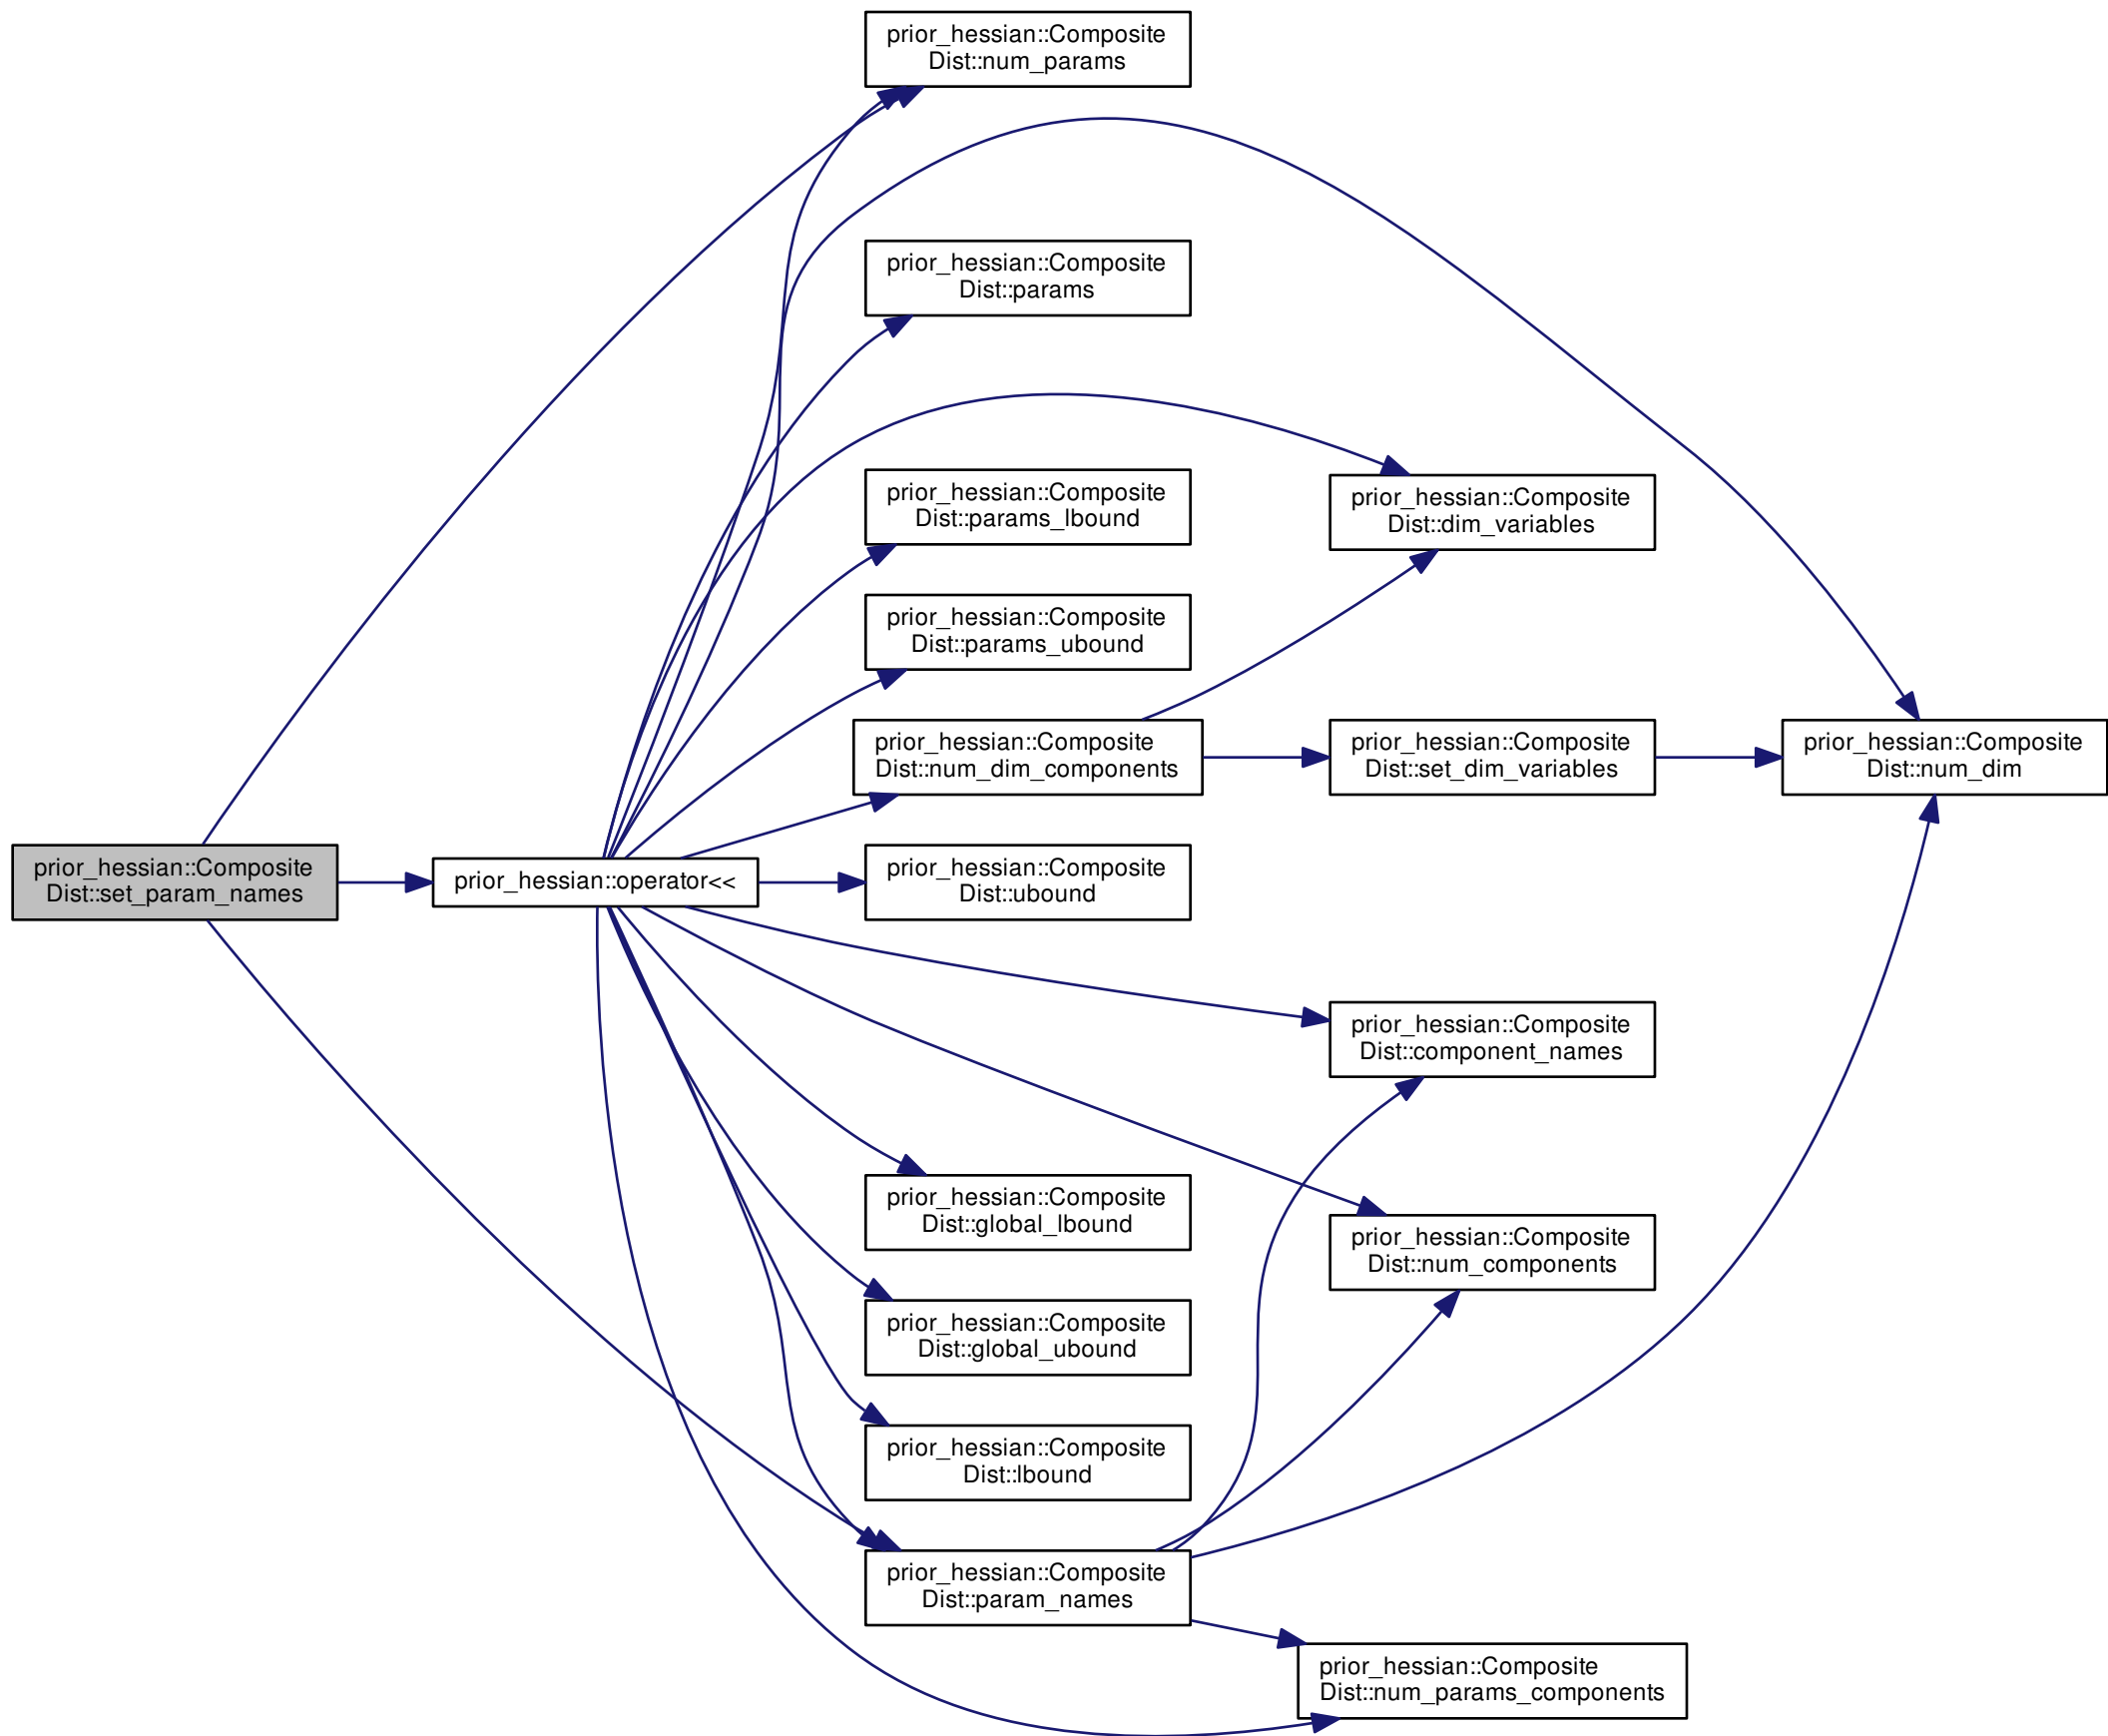 prior_hessian::Composite
Dist::num_params
prior_hessian::Composite
Dist::params
prior_hessian::Composite
Dist::params_lbound
prior_hessian::Composite
Dist::dim_variables
prior_hessian::Composite
Dist::params_ubound
prior_hessian::Composite
Dist::num_dim_components
prior_hessian::Composite
Dist::set_dim_variables
prior_hessian::Composite
Dist::num_dim
prior_hessian::Composite
Dist::set_param_names
prior_hessian::operator<<
prior_hessian::Composite
Dist::ubound
prior_hessian::Composite
Dist::component_names
prior_hessian::Composite
Dist::global_lbound
prior_hessian::Composite
Dist::num_components
prior_hessian::Composite
Dist::global_ubound
prior_hessian::Composite
Dist::lbound
prior_hessian::Composite
Dist::param_names
prior_hessian::Composite
Dist::num_params_components